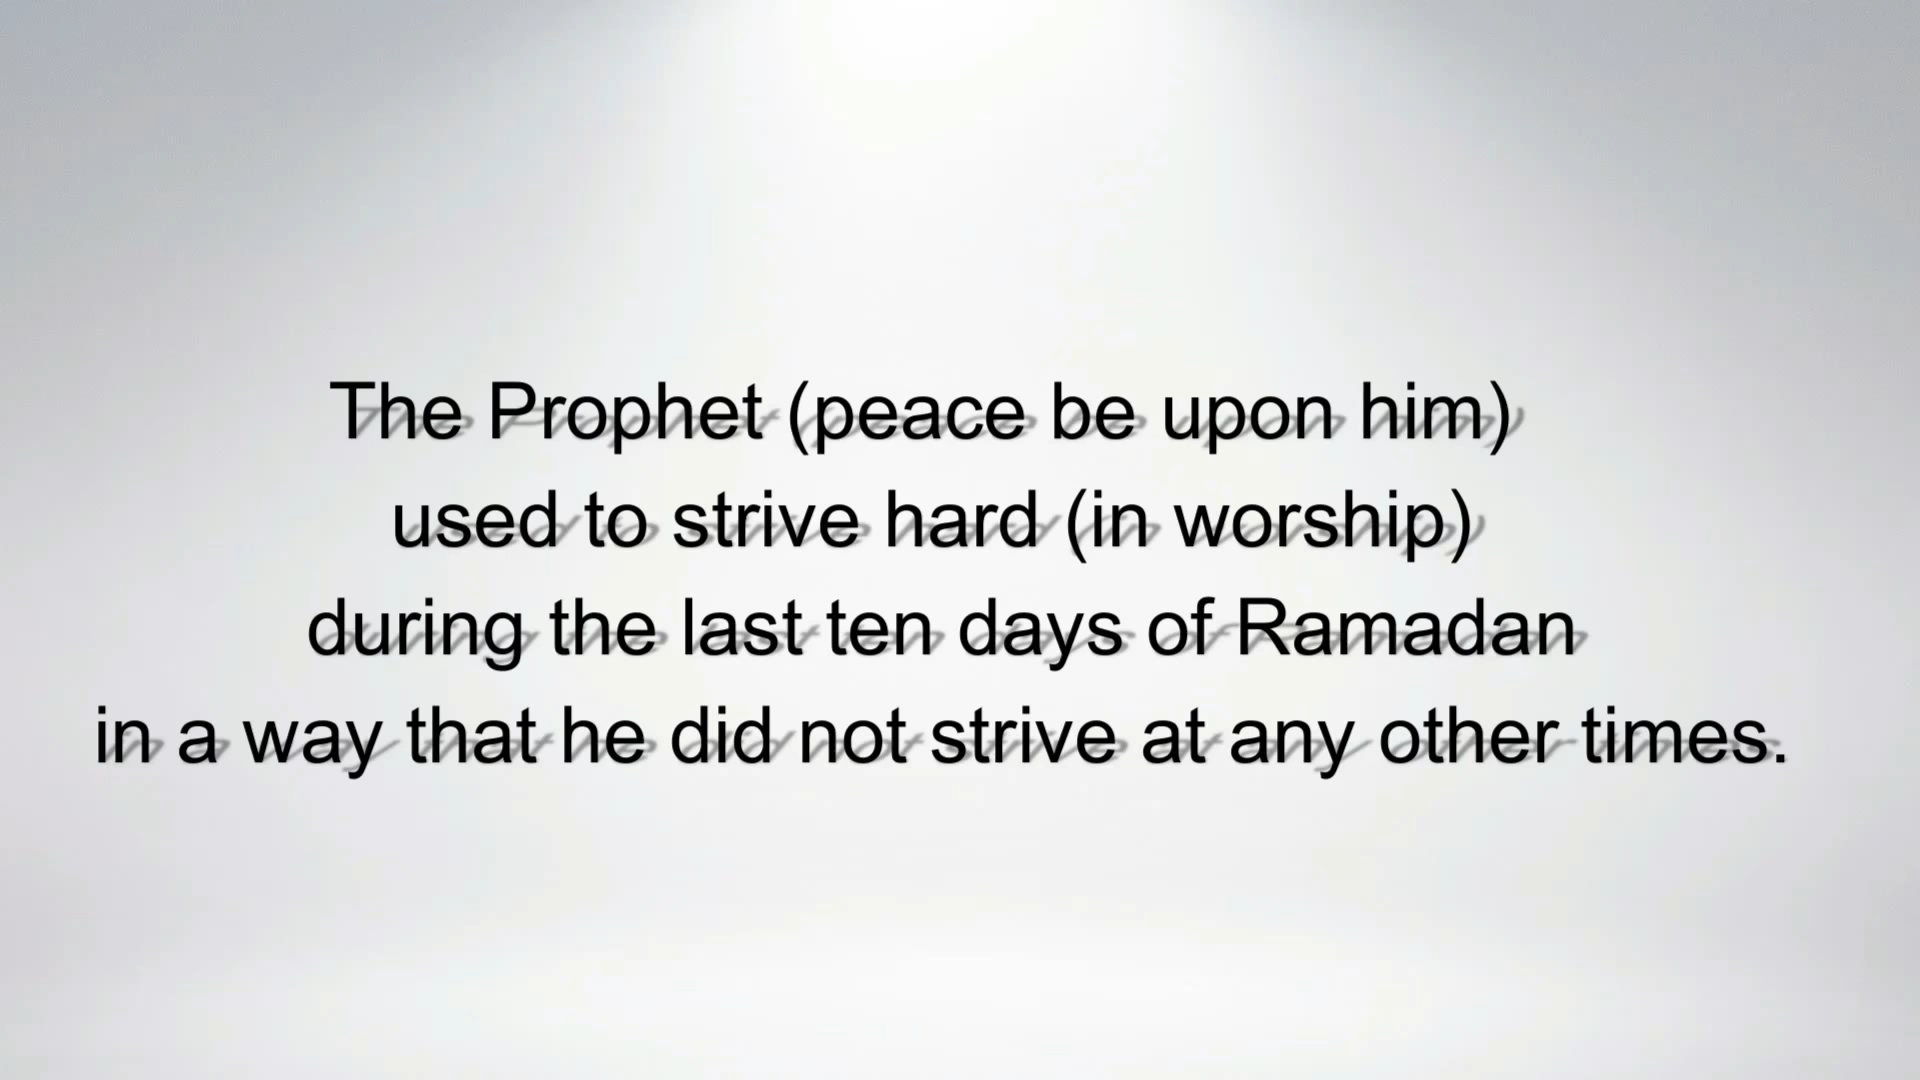 The Prophet (peace be upon him)
used to strive hard (in worship)
during the last ten days of Ramadan
in a way that he did not strive at any other times.